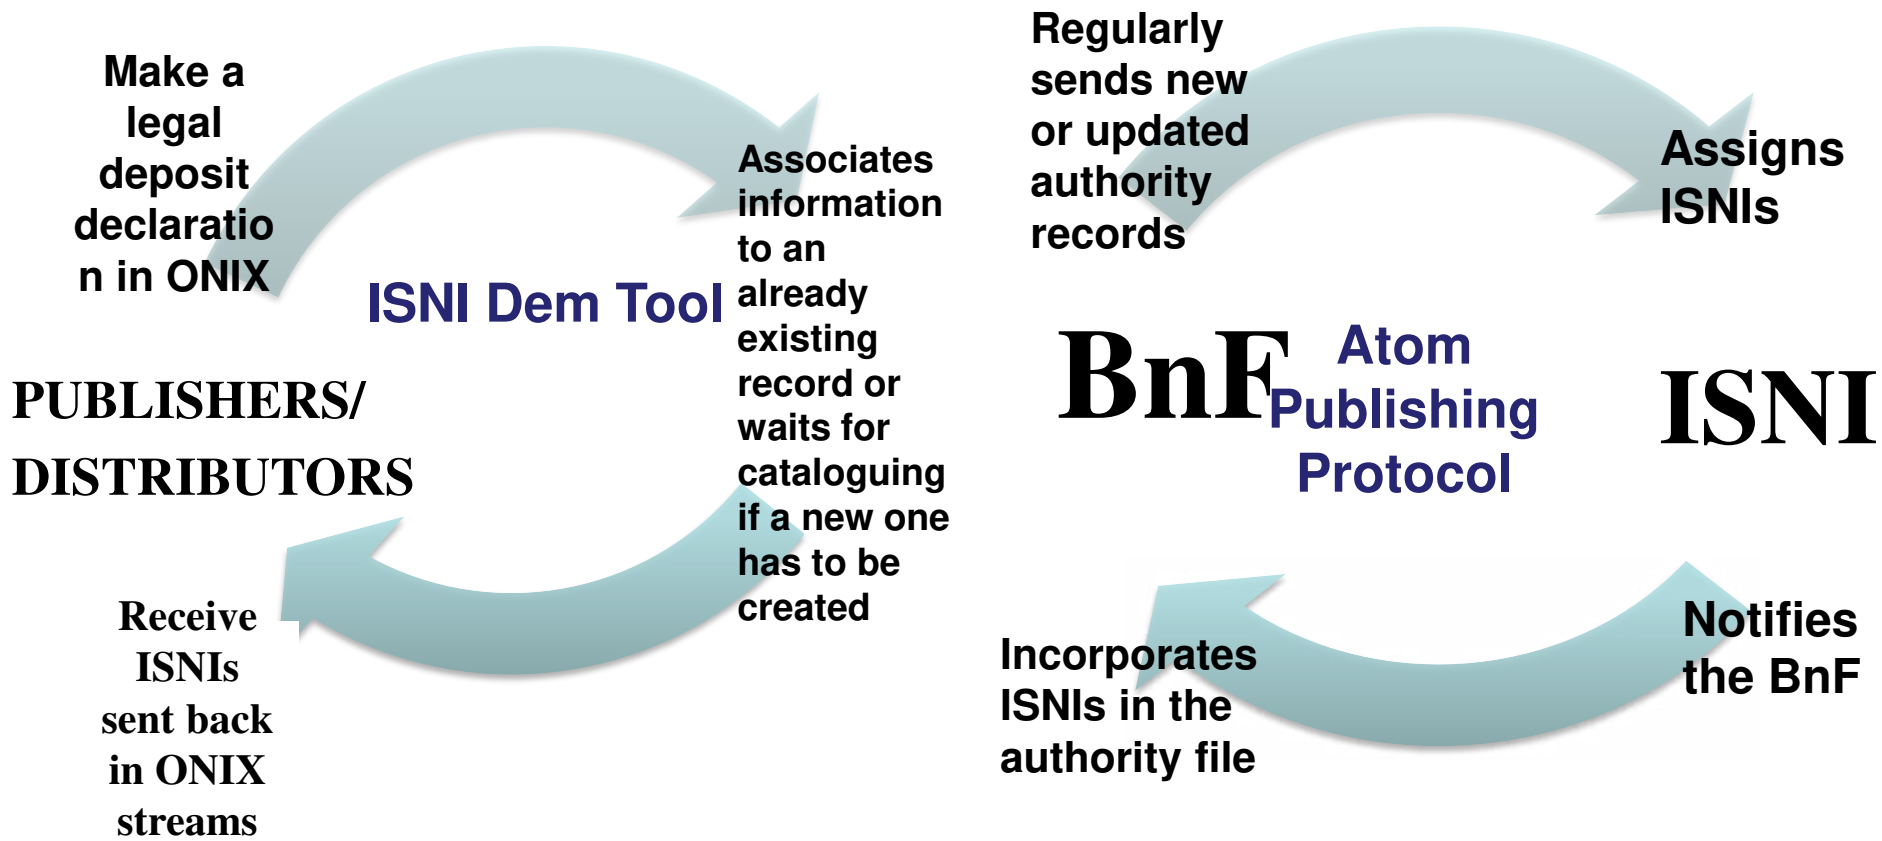 Make a
legal
deposit
declaratio
n in ONIX
ISNI Dem Tool
PUBLISHERS/
DISTRIBUTORS
Receive
ISNIs
sent back
in ONIX
streams
Associates
information
to an
already
existing
record or
waits for
cataloguing
if a new one
has to be
created
Regularly
sends new
or updated
authority
records
BnF
Atom
Publishing
Protocol
Incorporates
ISNIs in the
authority file
Assigns
ISNIs
ISNI
Notifies
the BnF